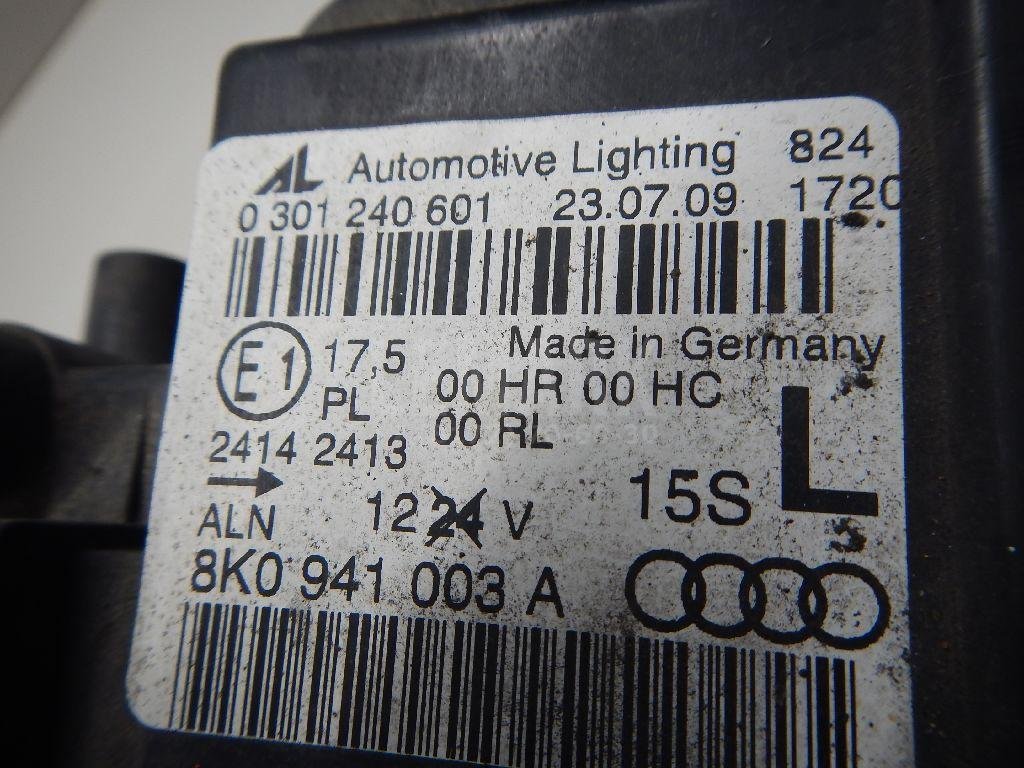 AL Automotive Lighting 824
0 301 240 601 23.07.09 1720
E1 17,5 Made in Germany
PL 00 HR 00 HC
00 RL
2414 2413
L
ALN 12 24 V 15S
8K0 941 003 A